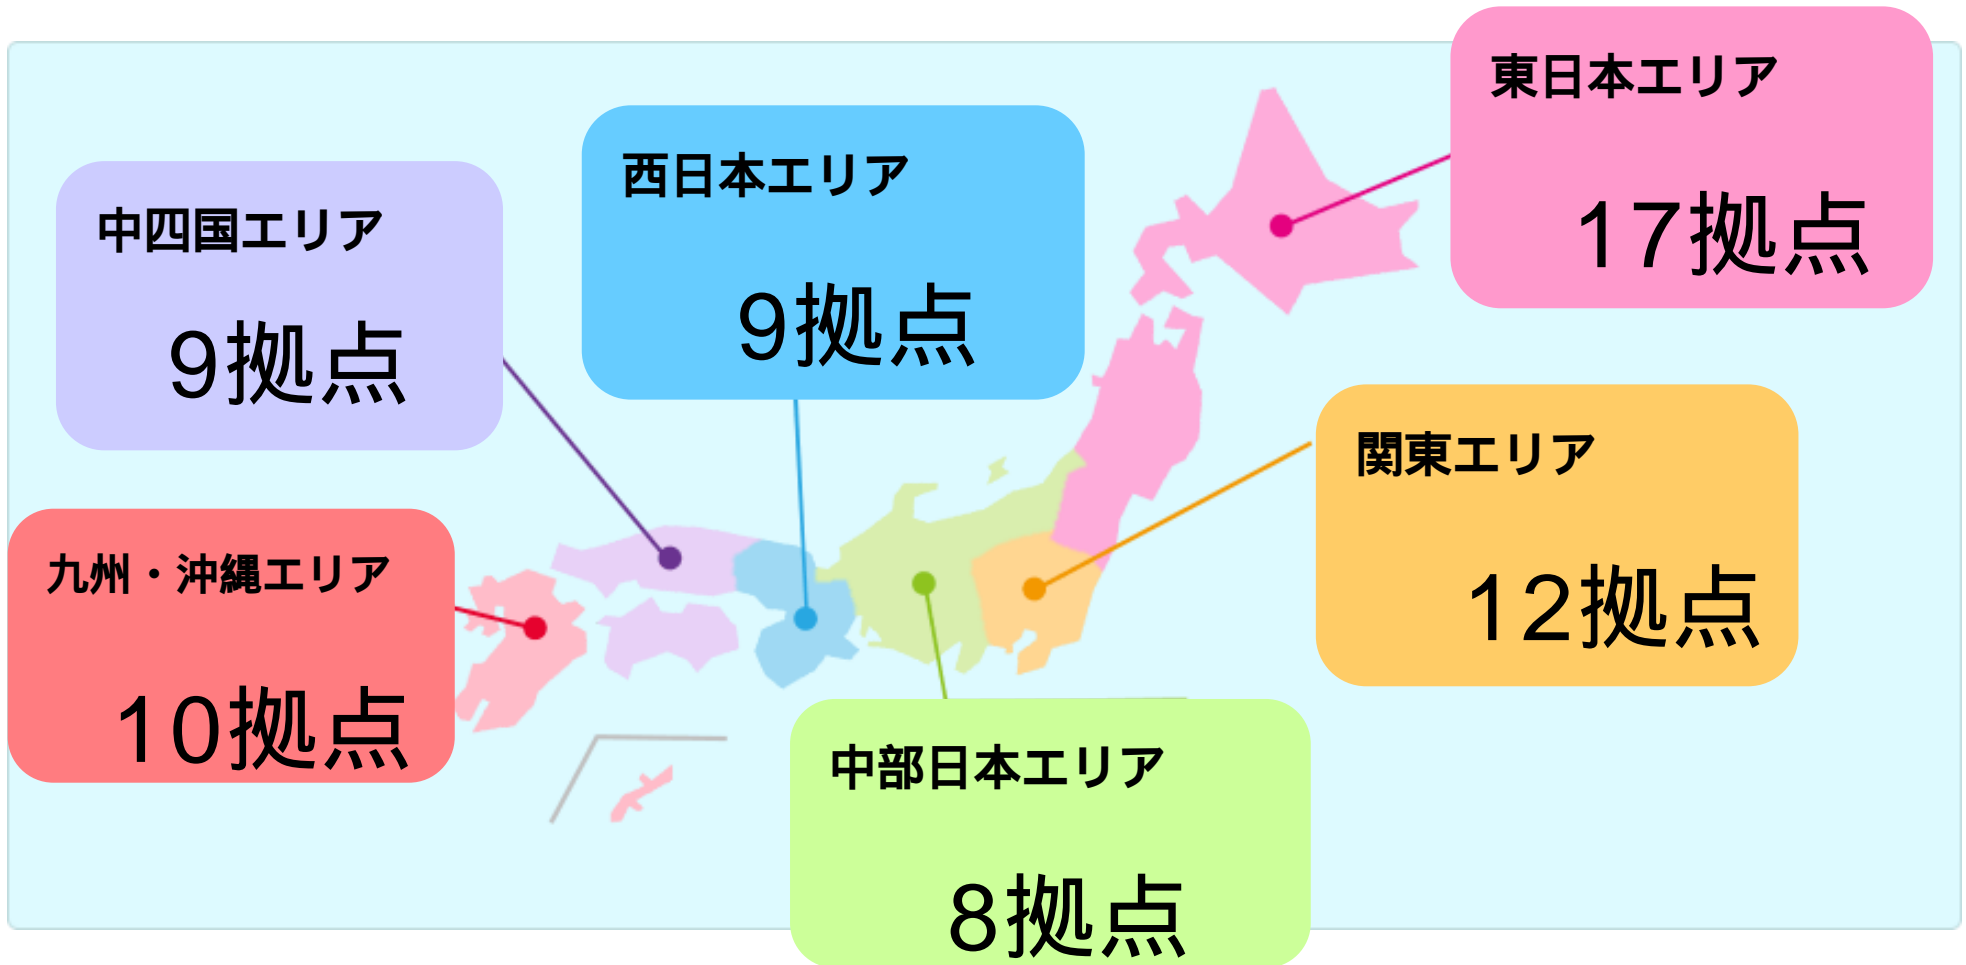 東日本エリア
17拠点
西日本エリア
9拠点
中四国エリア
9拠点
関東エリア
12拠点
九州・沖縄エリア
10拠点
中部日本エリア
8拠点